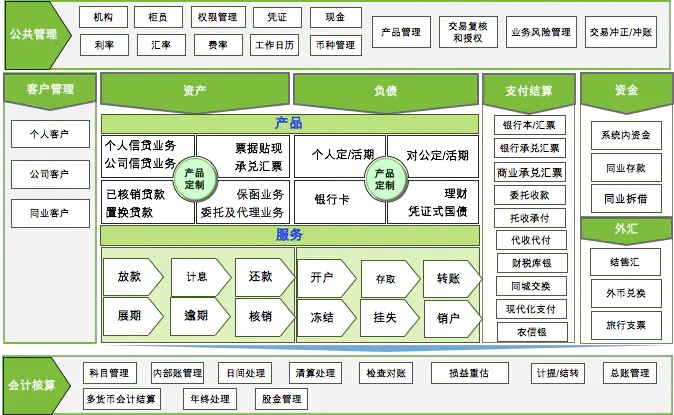 公共管理
机构
柜员
权限管理
凭证
现金
利率
汇率
费率
工作日历
币种管理
产品管理
交易复核
和授权
业务风险管理
交易冲正/冲账
客户管理
个人客户
公司客户
同业客户
资产
负债
产品
个人信贷业务
公司信贷业务
票据贴现
承兑汇票
产品
定制
已核销贷款
置换贷款
保函业务
委托及代理业务
个人定/活期
对公定/活期
产品
定制
银行卡
理财
凭证式国债
服务
放款
计息
还款
展期
逾期
核销
开户
存取
转账
冻结
挂失
销户
支付结算
银行本/汇票
银行承兑汇票
商业承兑汇票
委托收款
托收承付
代收代付
财税库银
同城交换
现代化支付
农信银
资金
系统内资金
同业存款
同业拆借
外汇
结售汇
外币兑换
旅行支票
会计核算
科目管理
内部账管理
日间处理
清算处理
检查对账
损益重估
计提/结转
总账管理
多货币会计结算
年终处理
股金管理